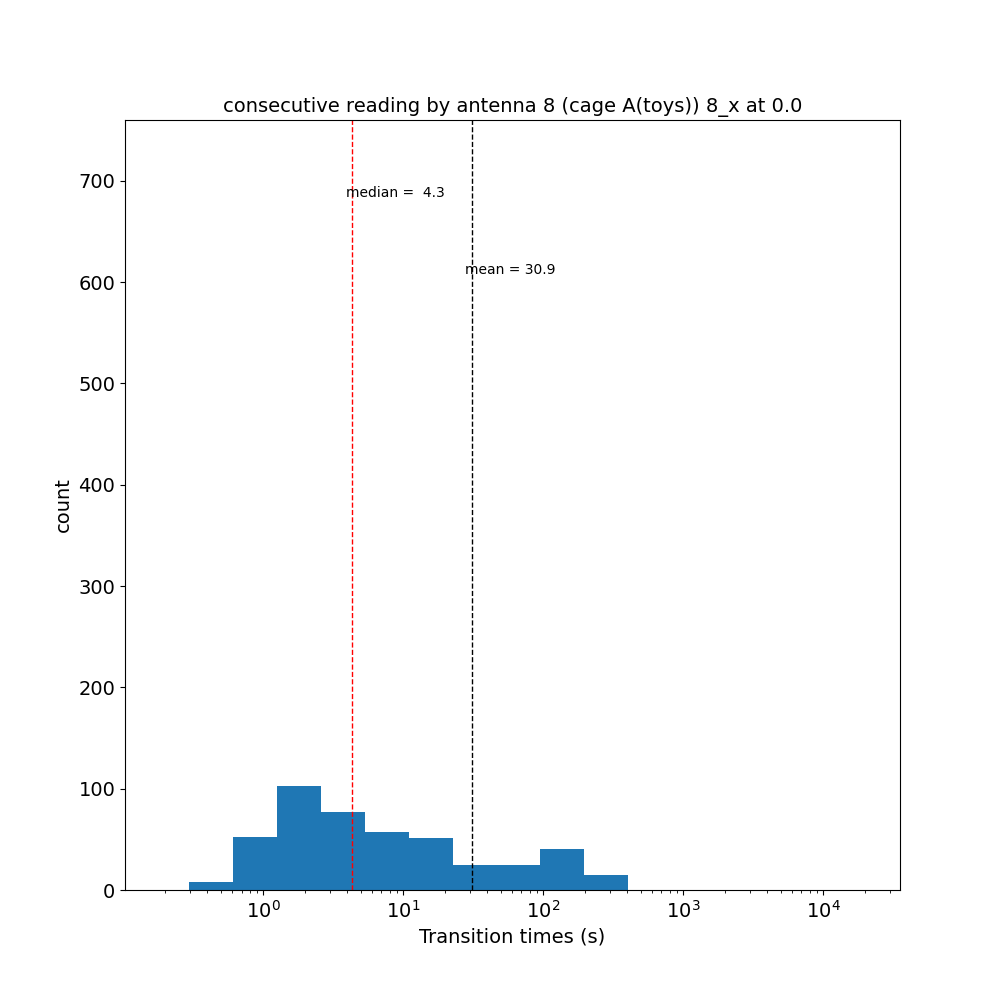 consecutive reading by antenna 8 (cage A(toys)) 8_x at 0.0
700
median =  4.3
mean = 30.9
600
500
400
count
300
200
100
0
10^0 10^1 10^2 10^3 10^4
Transition times (s)